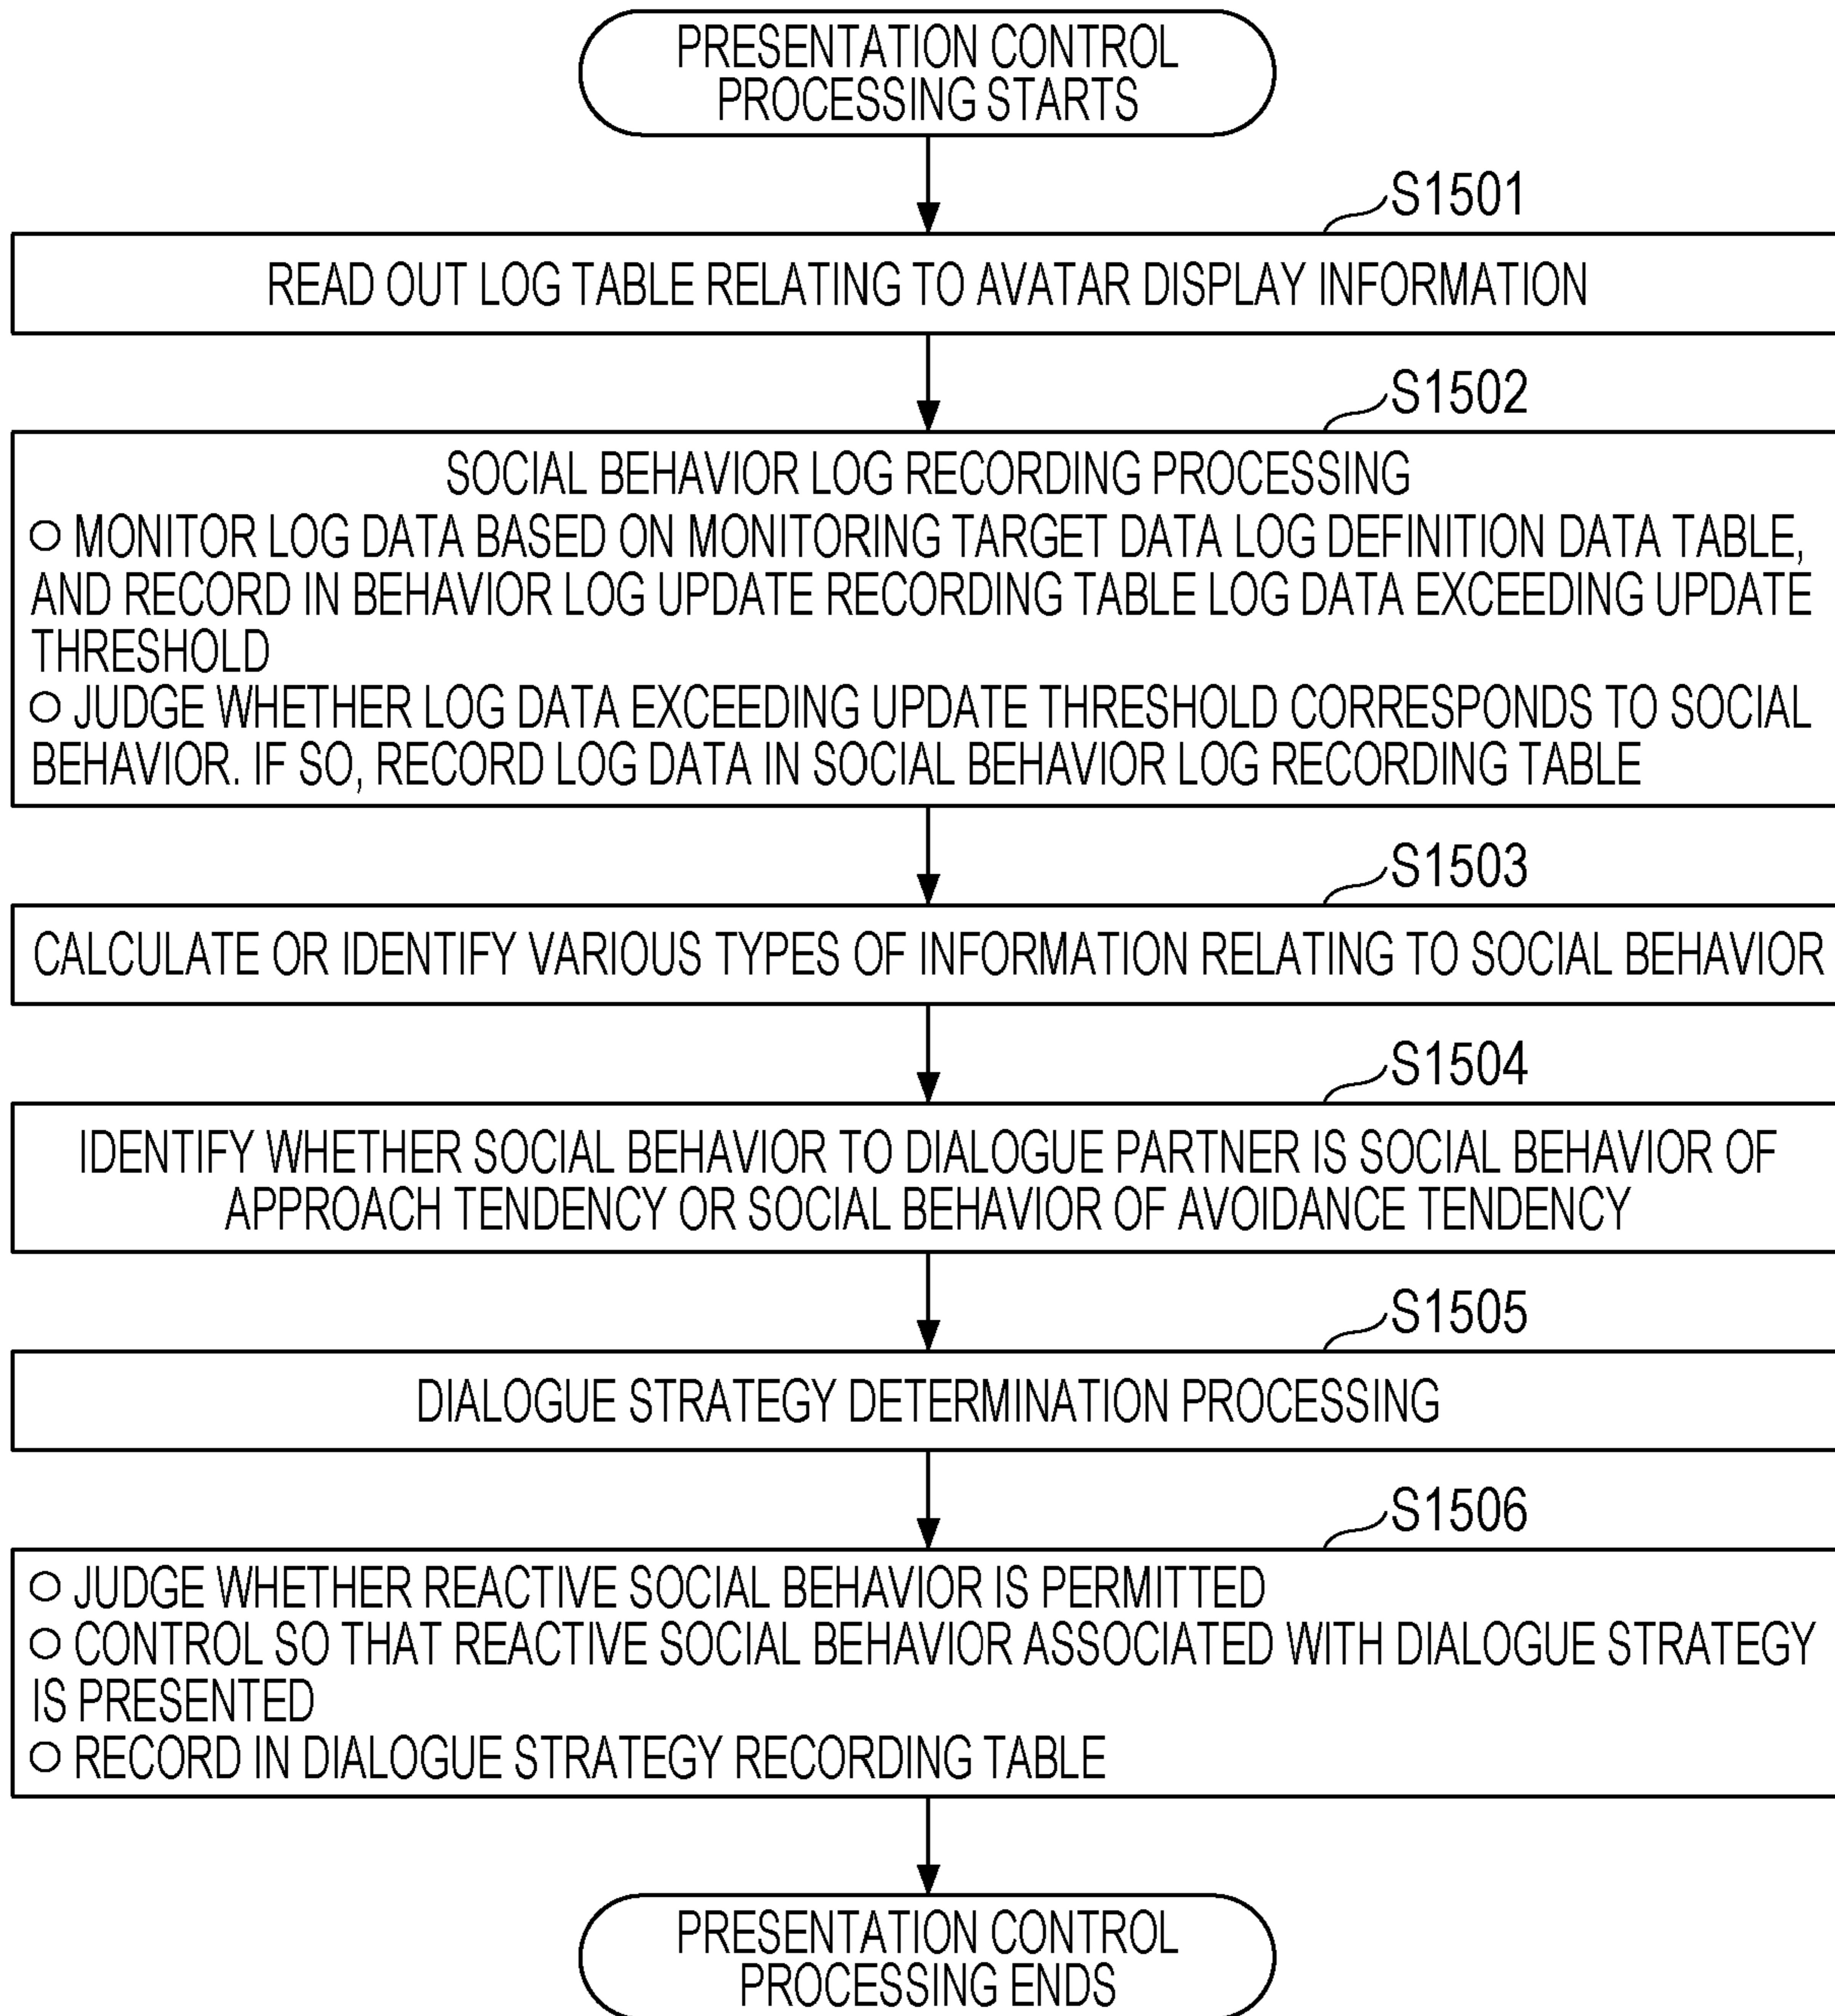 PRESENTATION CONTROL
PROCESSING STARTS
S1501
READ OUT LOG TABLE RELATING TO AVATAR DISPLAY INFORMATION
S1502
SOCIAL BEHAVIOR LOG RECORDING PROCESSING
○ MONITOR LOG DATA BASED ON MONITORING TARGET DATA LOG DEFINITION DATA TABLE,
AND RECORD IN BEHAVIOR LOG UPDATE RECORDING TABLE LOG DATA EXCEEDING UPDATE
THRESHOLD
○ JUDGE WHETHER LOG DATA EXCEEDING UPDATE THRESHOLD CORRESPONDS TO SOCIAL
BEHAVIOR. IF SO, RECORD LOG DATA IN SOCIAL BEHAVIOR LOG RECORDING TABLE
S1503
CALCULATE OR IDENTIFY VARIOUS TYPES OF INFORMATION RELATING TO SOCIAL BEHAVIOR
S1504
IDENTIFY WHETHER SOCIAL BEHAVIOR TO DIALOGUE PARTNER IS SOCIAL BEHAVIOR OF
APPROACH TENDENCY OR SOCIAL BEHAVIOR OF AVOIDANCE TENDENCY
S1505
DIALOGUE STRATEGY DETERMINATION PROCESSING
S1506
○ JUDGE WHETHER REACTIVE SOCIAL BEHAVIOR IS PERMITTED
○ CONTROL SO THAT REACTIVE SOCIAL BEHAVIOR ASSOCIATED WITH DIALOGUE STRATEGY
IS PRESENTED
○ RECORD IN DIALOGUE STRATEGY RECORDING TABLE
PRESENTATION CONTROL
PROCESSING ENDS